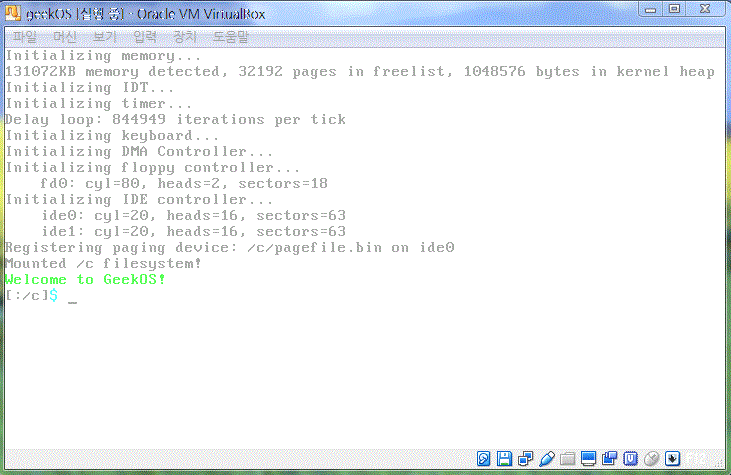 geekOS [실행 중] - Oracle VM VirtualBox
파일 머신 보기 입력 장치 도움말
Initializing memory...
131072KB memory detected, 32192 pages in freelist, 1048576 bytes in kernel heap
Initializing IDT...
Initializing timer...
Delay loop: 844949 iterations per tick
Initializing keyboard...
Initializing DMA Controller...
Initializing floppy controller...
    fd0: cyl=80, heads=2, sectors=18
Initializing IDE controller...
    ide0: cyl=20, heads=16, sectors=63
    ide1: cyl=20, heads=16, sectors=63
Registering paging device: /c/pagefile.bin on ide0
Mounted /c filesystem!
Welcome to GeekOS!
[:/c]$ _
F12